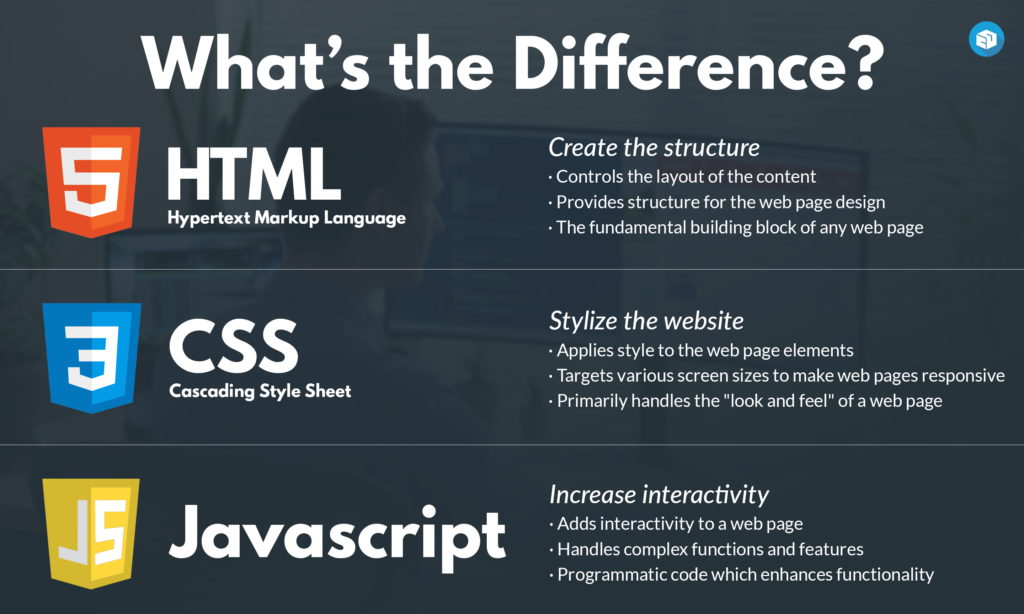 What's the Difference?
HTML
Hypertext Markup Language
Create the structure
· Controls the layout of the content
· Provides structure for the web page design
· The fundamental building block of any web page
CSS
Cascading Style Sheet
Stylize the website
· Applies style to the web page elements
· Targets various screen sizes to make web pages responsive
· Primarily handles the "look and feel" of a web page
JS
Javascript
Increase interactivity
· Adds interactivity to a web page
· Handles complex functions and features
· Programmatic code which enhances functionality